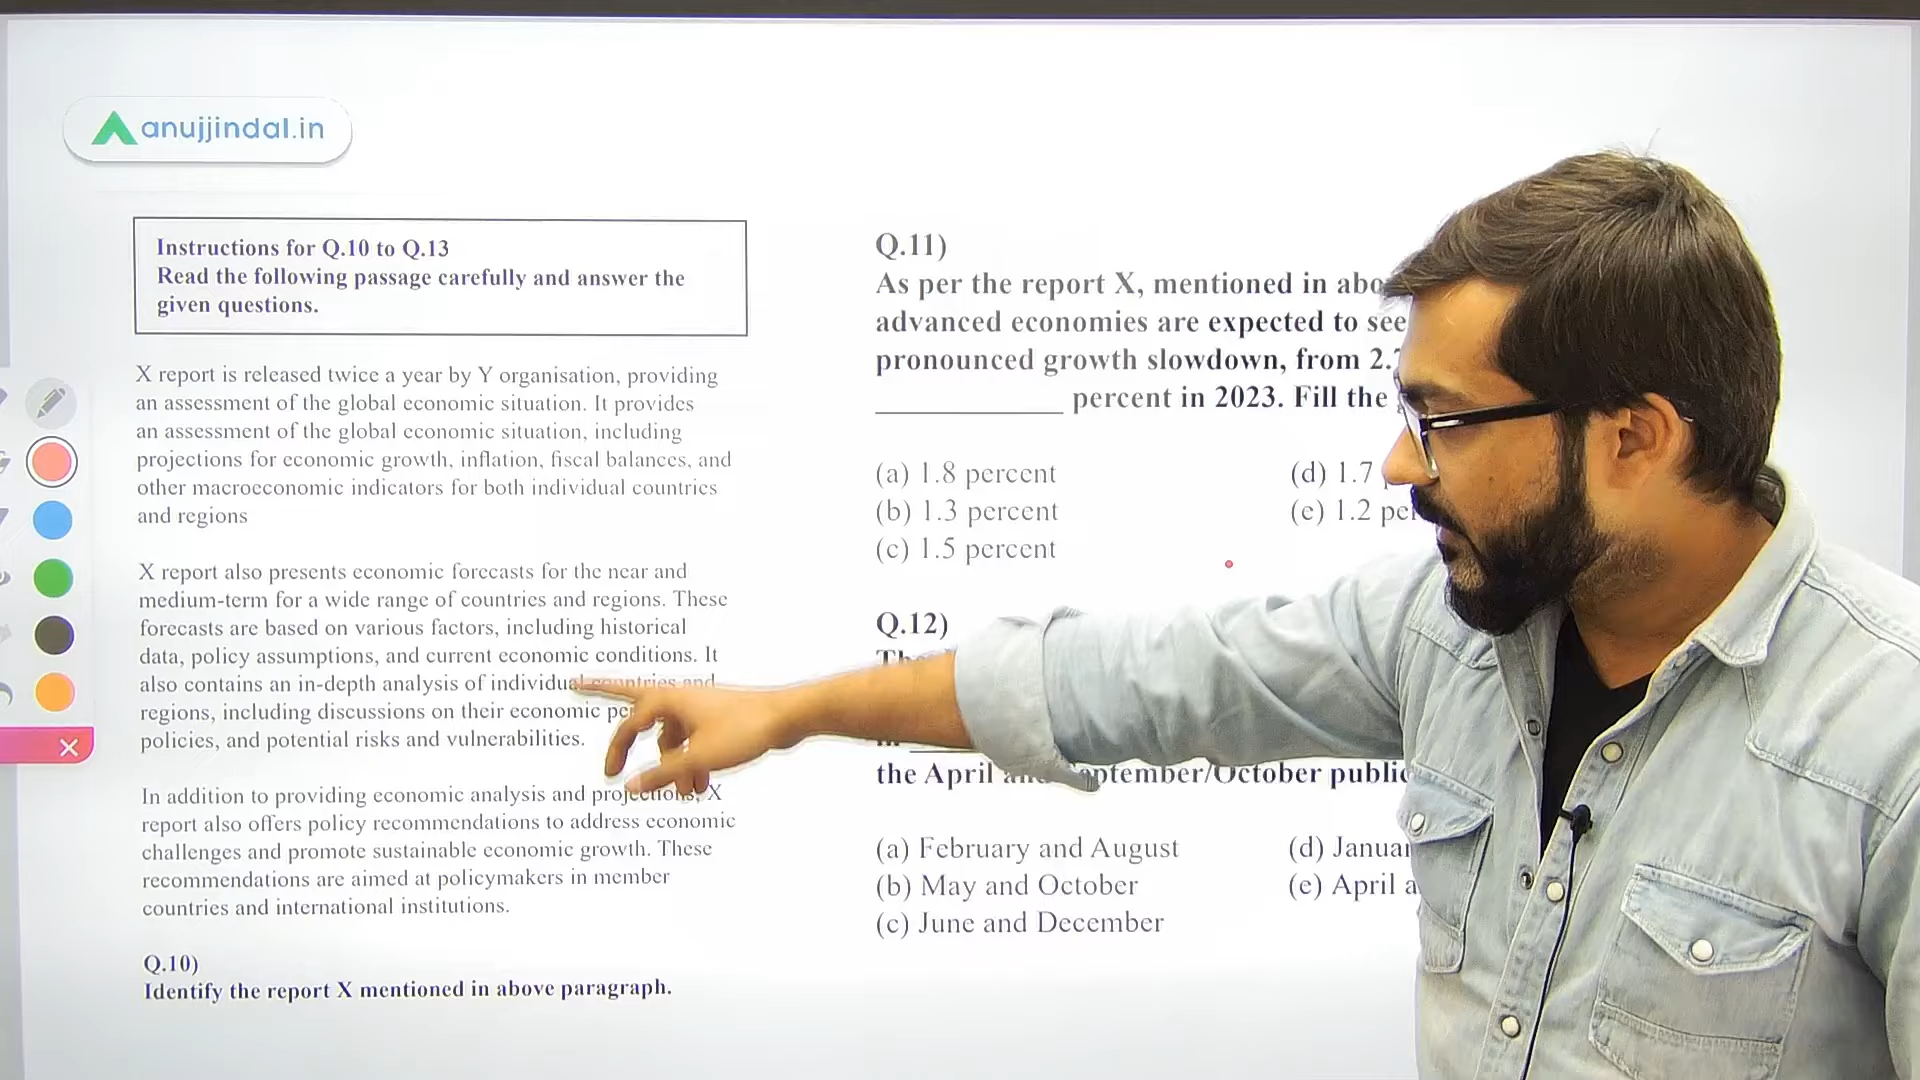 anujjindal.in
Instructions for Q.10 to Q.13
Read the following passage carefully and answer the
given questions.
X report is released twice a year by Y organisation, providing
an assessment of the global economic situation. It provides
an assessment of the global economic situation, including
projections for economic growth, inflation, fiscal balances, and
other macroeconomic indicators for both individual countries
and regions
X report also presents economic forecasts for the near and
medium-term for a wide range of countries and regions. These
forecasts are based on various factors, including historical
data, policy assumptions, and current economic conditions. It
also contains an in-depth analysis of individual countries and
regions, including discussions on their economic
policies, and potential risks and vulnerabilities.
In addition to providing economic analysis and projections, X
report also offers policy recommendations to address economic
challenges and promote sustainable economic growth. These
recommendations are aimed at policymakers in member
countries and international institutions.
Q.10)
Identify the report X mentioned in above paragraph.
Q.11)
As per the report X, mentioned in
advanced economies are expected to see
pronounced growth slowdown, from
__________ percent in 2023. Fill the
(a) 1.8 percent
(d) 1.7
(b) 1.3 percent
(e) 1.2
(c) 1.5 percent
Q.12)
the April September/October
(a) February and August
(d)
(b) May and October
(e) April
(c) June and December